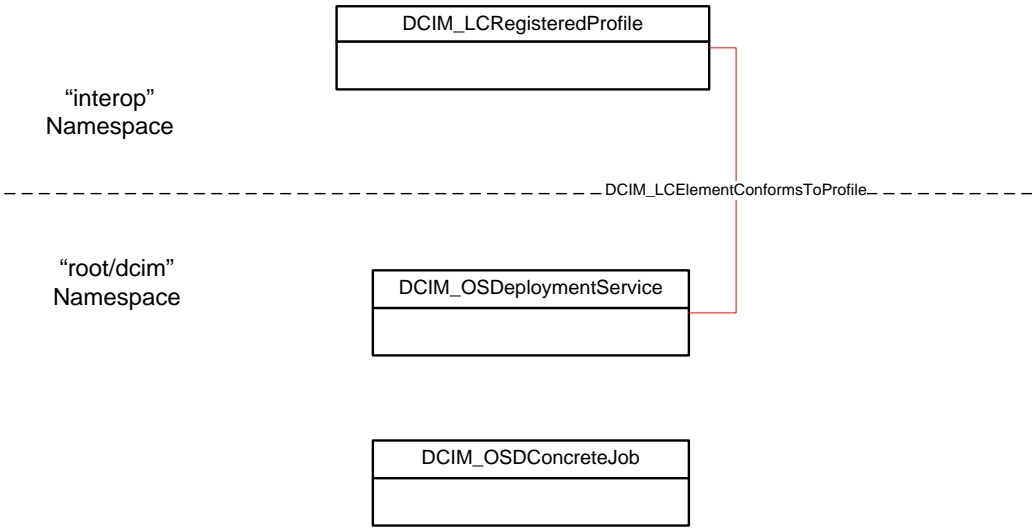 DCIM_LCRegisteredProfile
“interop”
Namespace
DCIM_LCElementConformsToProfile
“root/dcim”
Namespace
DCIM_OSDeploymentService
DCIM_OSDConcreteJob